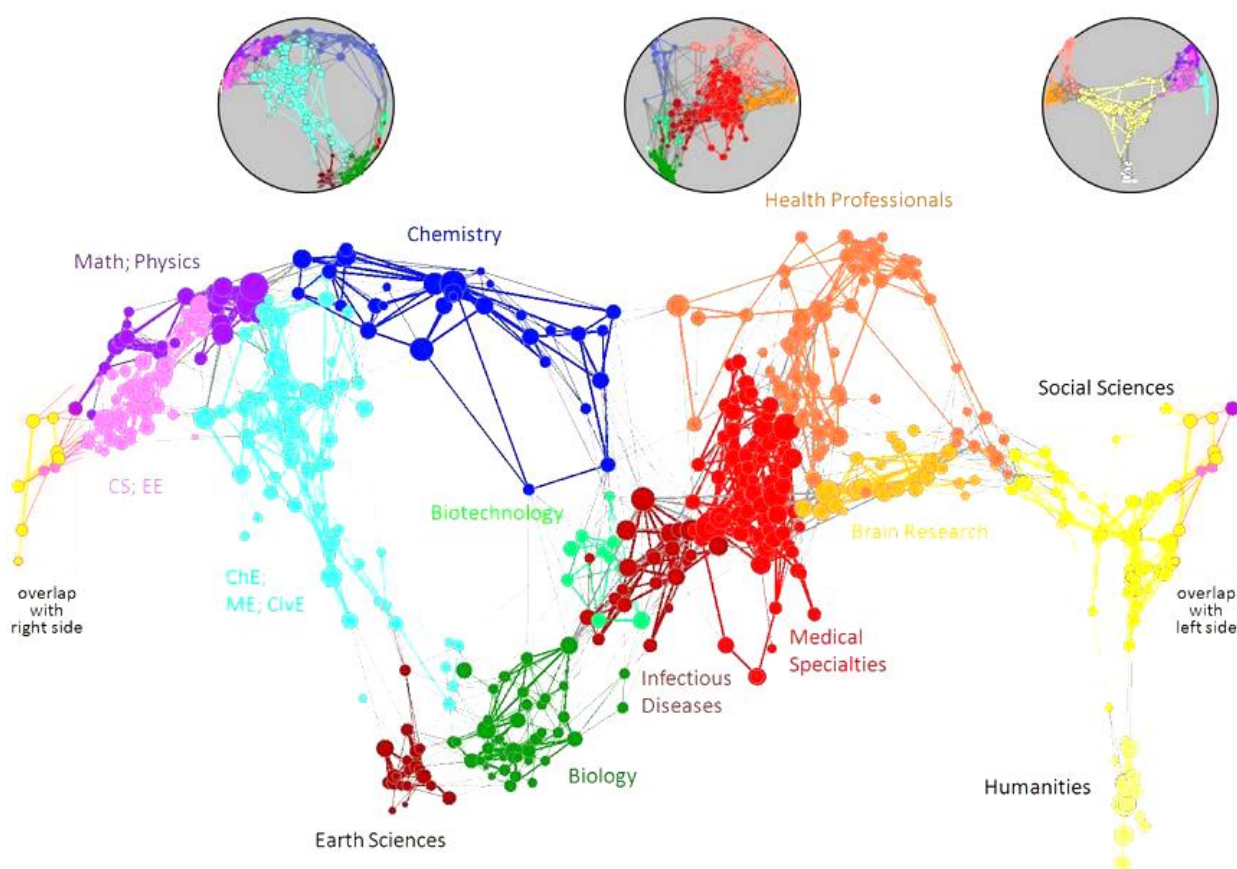 Health Professionals
Chemistry
Math; Physics
Social Sciences
CS; EE
Biotechnology
Brain Research
ChE;
ME; CivE
overlap
with
right side
overlap
with
left side
Medical
Specialties
Infectious
Diseases
Biology
Humanities
Earth Sciences